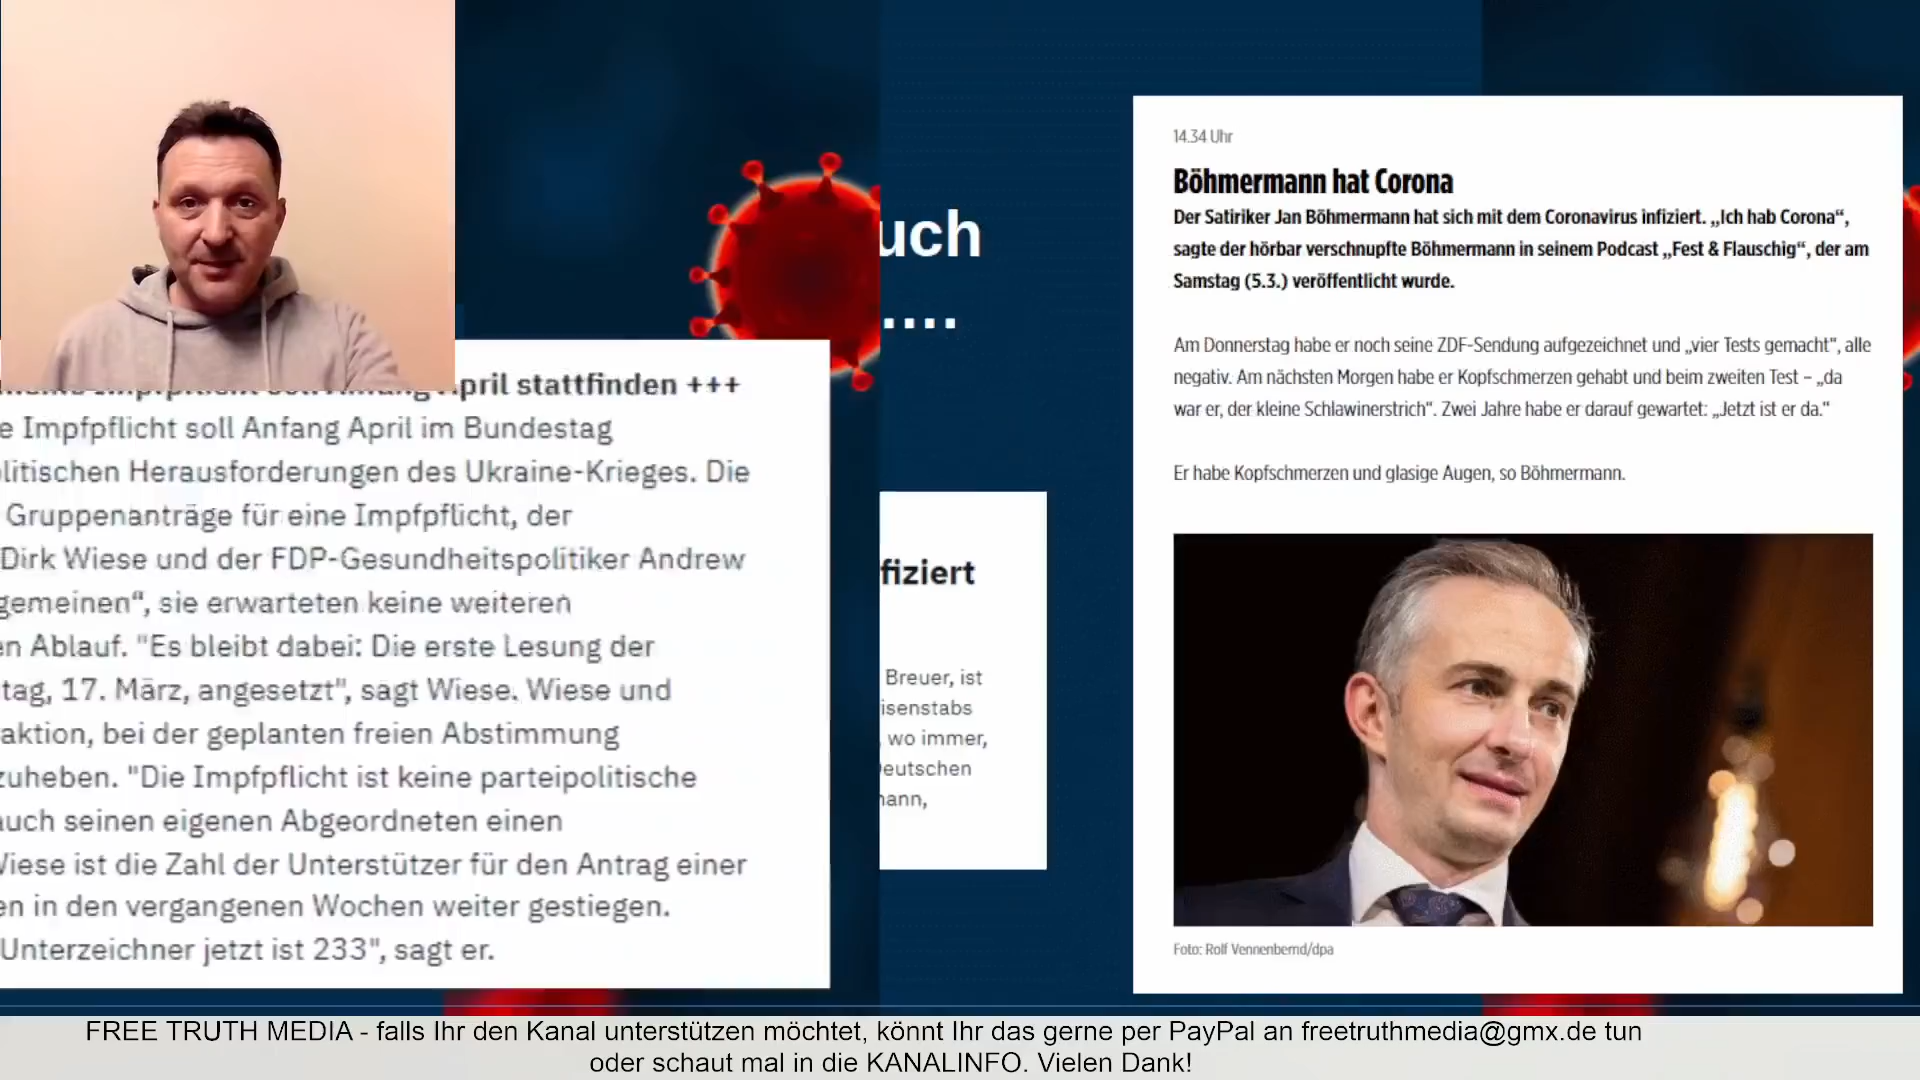 pril stattfinden +++
e Impfpflicht soll Anfang April im Bundestag
olitischen Herausforderungen des Ukraine-Krieges. Die
Gruppenanträge für eine Impfpflicht, der
Dirk Wiese und der FDP-Gesundheitspolitiker Andrew
gemeinen“, sie erwarteten keine weiteren
en Ablauf. "Es bleibt dabei: Die erste Lesung der
tag, 17. März, angesetzt", sagt Wiese. Wiese und
aktion, bei der geplanten freien Abstimmung
zuheben. "Die Impfpflicht ist keine parteipolitische
auch seinen eigenen Abgeordneten einen
Wiese ist die Zahl der Unterstützer für den Antrag einer
en in den vergangenen Wochen weiter gestiegen.
Unterzeichner jetzt ist 233", sagt er.
uch
....
fiziert
Breuer, ist
isenstabs
, wo immer,
Deutschen
mann,
14.34 Uhr
Böhmermann hat Corona
Der Satiriker Jan Böhmermann hat sich mit dem Coronavirus infiziert. „Ich hab Corona“,
sagte der hörbar verschnupfte Böhmermann in seinem Podcast „Fest & Flauschig“, der am
Samstag (5.3.) veröffentlicht wurde.
Am Donnerstag habe er noch seine ZDF-Sendung aufgezeichnet und „vier Tests gemacht“, alle
negativ. Am nächsten Morgen habe er Kopfschmerzen gehabt und beim zweiten Test – „da
war er, der kleine Schlawinerstrich“. Zwei Jahre habe er darauf gewartet: „Jetzt ist er da.“
Er habe Kopfschmerzen und glasige Augen, so Böhmermann.
Foto: Rolf Vennenbernd/dpa
FREE TRUTH MEDIA - falls Ihr den Kanal unterstützen möchtet, könnt Ihr das gerne per PayPal an freetruthmedia@gmx.de tun
oder schaut mal in die KANALINFO. Vielen Dank!